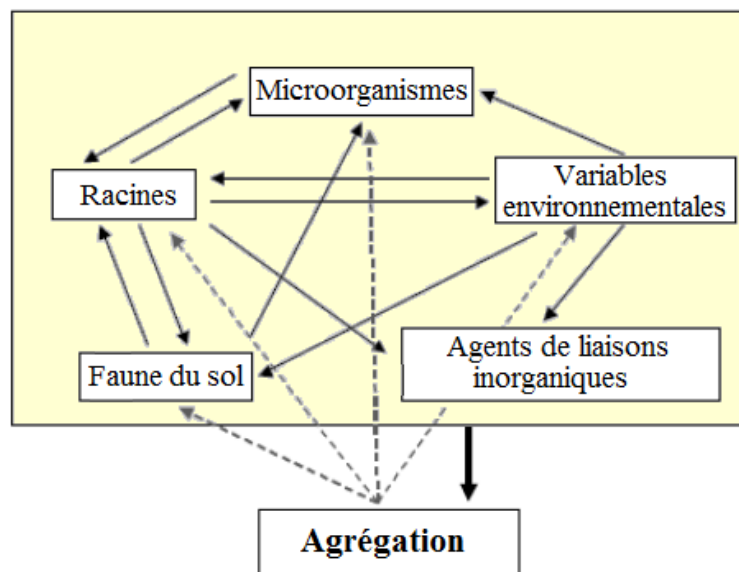 Microorganismes
Racines
Variables
environnementales
Faune du sol
Agents de liaisons
inorganiques
Agrégation